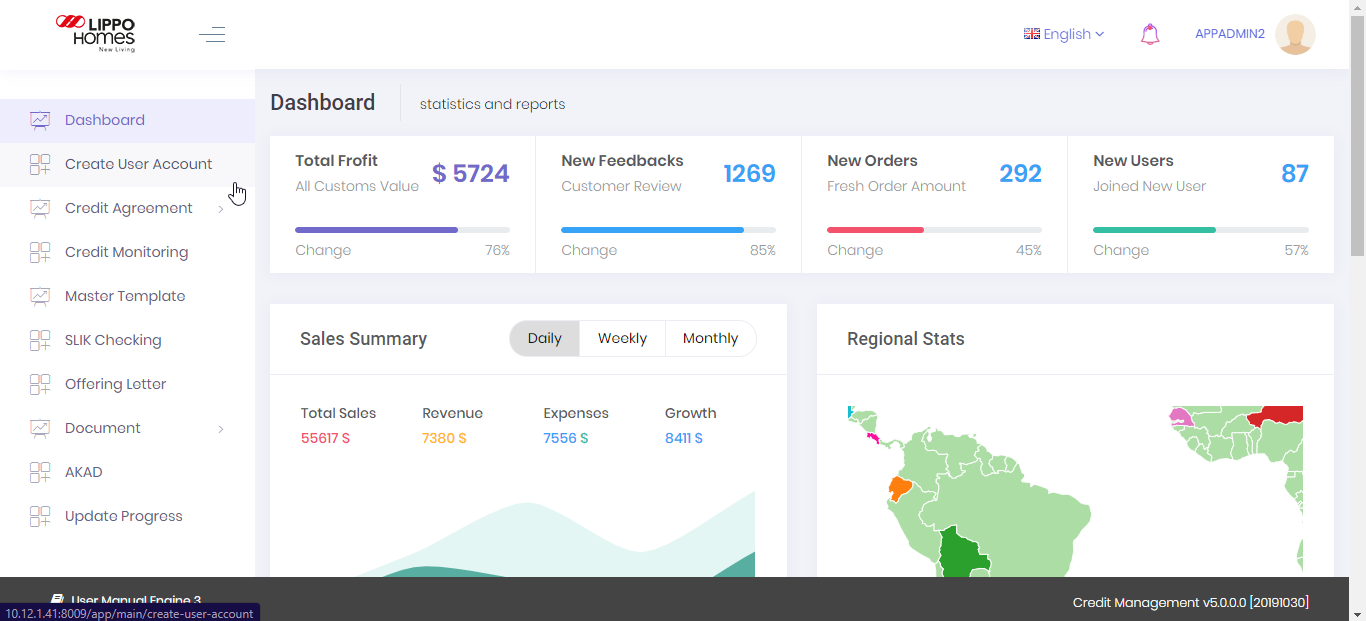 LIPPO
HOMES
New Living
English
APPADMIN2
Dashboard
Create User Account
Credit Agreement
Credit Monitoring
Master Template
SLIK Checking
Offering Letter
Document
AKAD
Update Progress
Dashboard
statistics and reports
Total Frofit
$ 5724
All Customs Value
Change 76%
New Feedbacks
1269
Customer Review
Change 85%
New Orders
292
Fresh Order Amount
Change 45%
New Users
87
Joined New User
Change 57%
Sales Summary
Daily Weekly Monthly
Total Sales Revenue Expenses Growth
55617 $ 7380 $ 7556 $ 8411 $
Regional Stats
User Manual Engine 3
10.12.1.41:8009/app/main/create-user-account
Credit Management v5.0.0.0 [20191030]